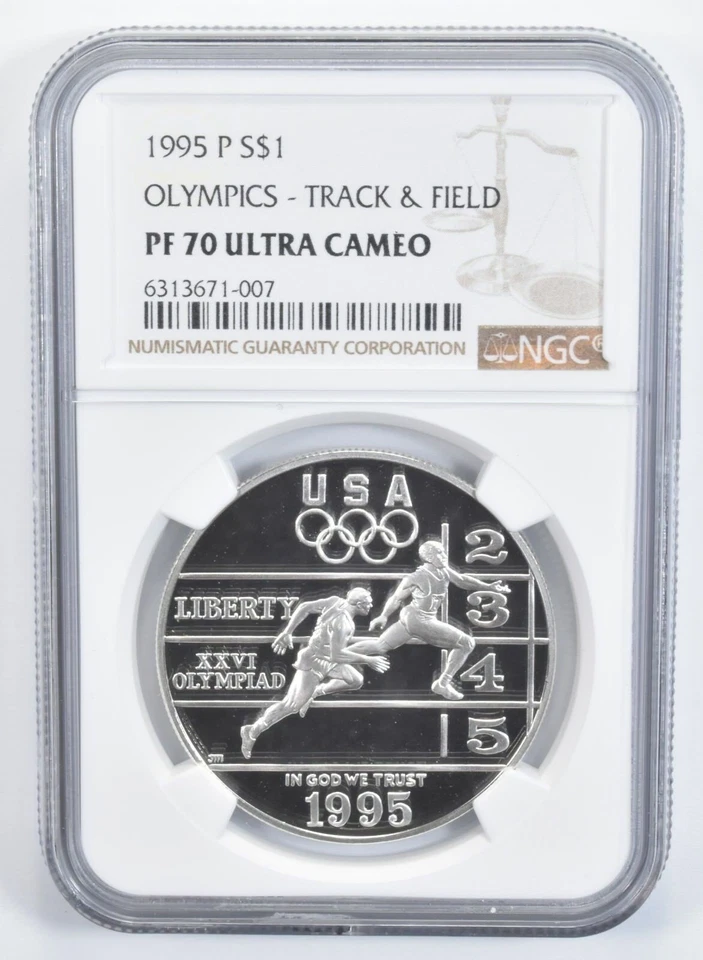 1995 P S$1
OLYMPICS - TRACK & FIELD
PF 70 ULTRA CAMEO
6313671-007
NUMISMATIC GUARANTY CORPORATION
NGC®
USA
2
3
LIBERTY
XXVI
OLYMPIAD
4
5
JM
IN GOD WE TRUST
1995